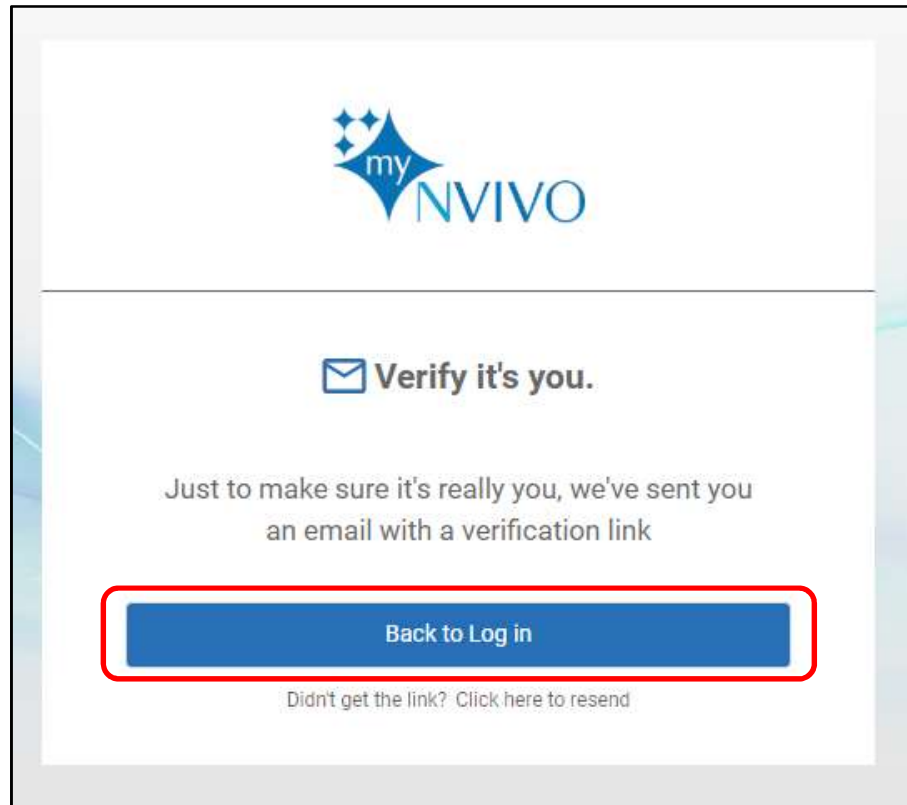 my
NVIVO
Verify it's you.
Just to make sure it's really you, we've sent you
an email with a verification link
Back to Log in
Didn't get the link? Click here to resend